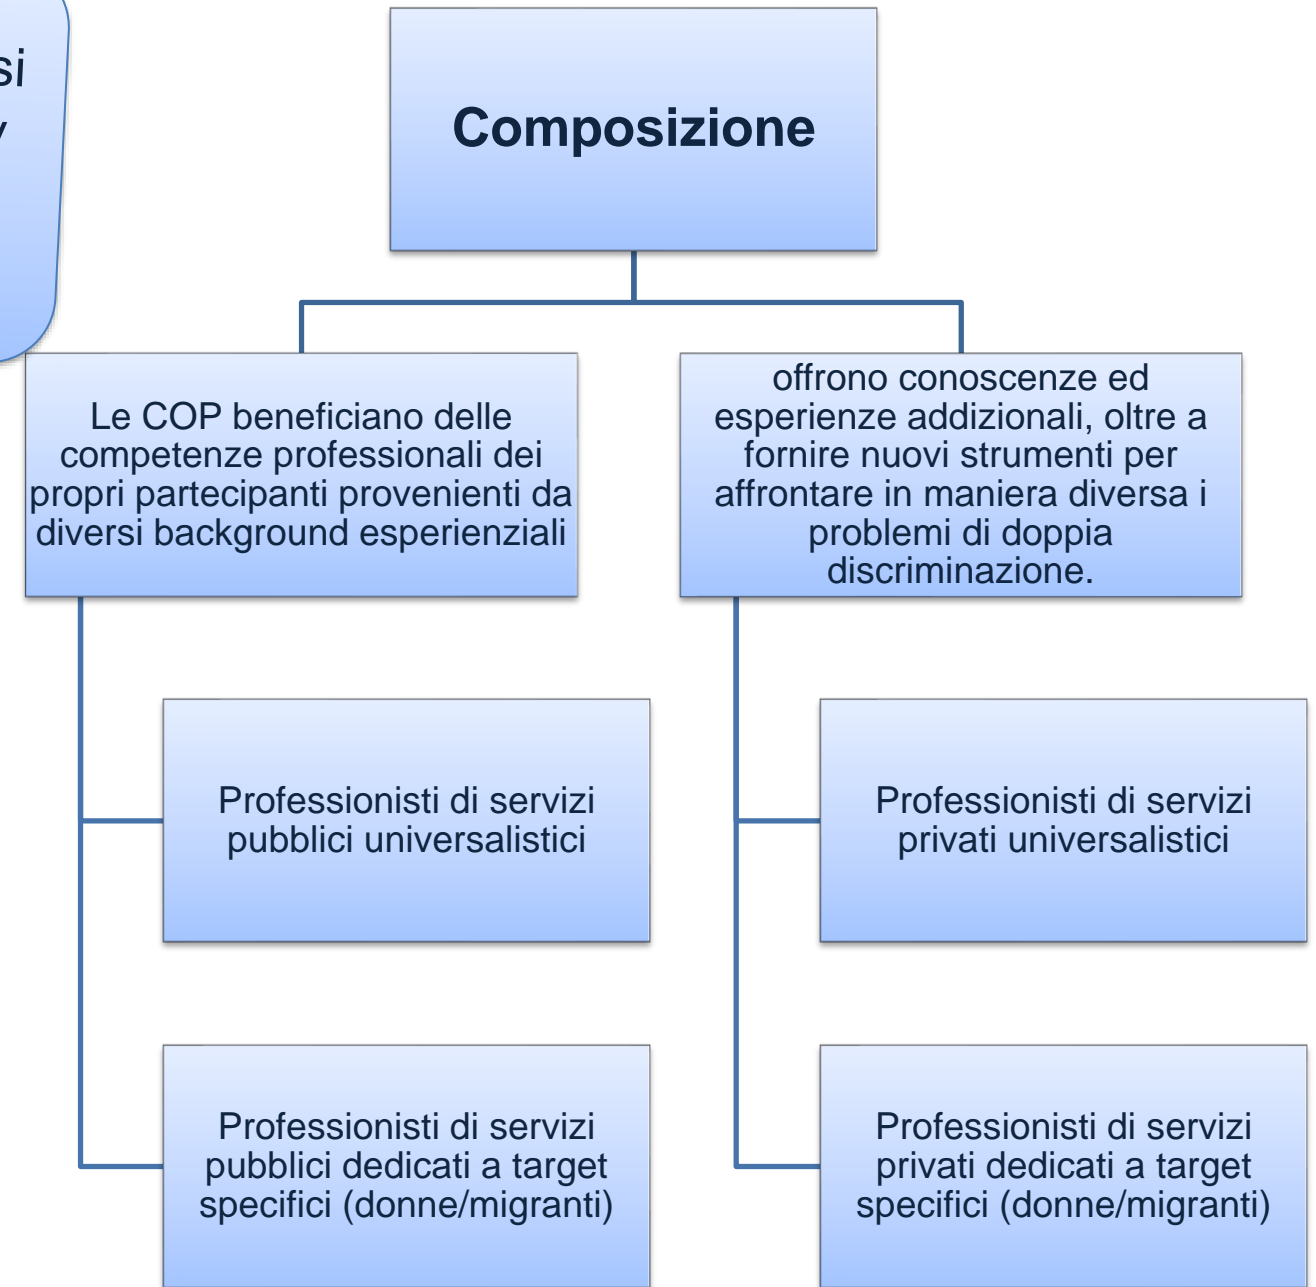 si
y
Composizione
Le COP beneficiano delle
competenze professionali dei
propri partecipanti provenienti da
diversi background esperienziali
offrono conoscenze ed
esperienze addizionali, oltre a
fornire nuovi strumenti per
affrontare in maniera diversa i
problemi di doppia
discriminazione.
Professionisti di servizi
pubblici universalistici
Professionisti di servizi
privati universalistici
Professionisti di servizi
pubblici dedicati a target
specifici (donne/migranti)
Professionisti di servizi
privati dedicati a target
specifici (donne/migranti)